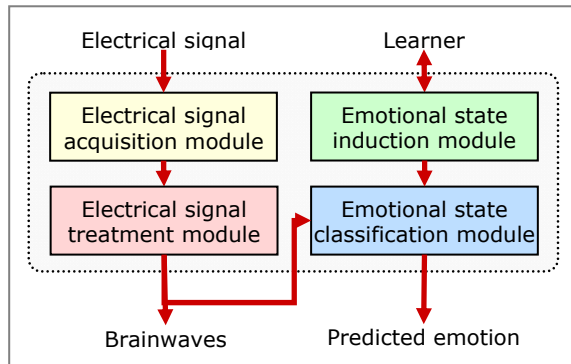 Electrical signal
Learner
Electrical signal
acquisition module
Emotional state
induction module
Electrical signal
treatment module
Emotional state
classification module
Brainwaves
Predicted emotion